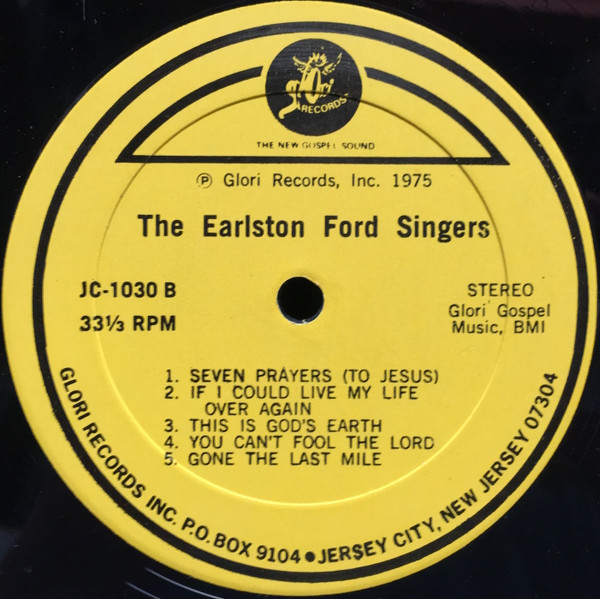 glOri
RECORDS
THE NEW GOSPEL SOUND
℗ Glori Records, Inc. 1975
The Earlston Ford Singers
JC-1030 B
33⅓ RPM
STEREO
Glori Gospel
Music, BMI
1. SEVEN PRAYERS (TO JESUS)
2. IF I COULD LIVE MY LIFE
OVER AGAIN
3. THIS IS GOD'S EARTH
4. YOU CAN'T FOOL THE LORD
5. GONE THE LAST MILE
GLORI RECORDS INC. P.O. BOX 9104 ● JERSEY CITY, NEW JERSEY 07304